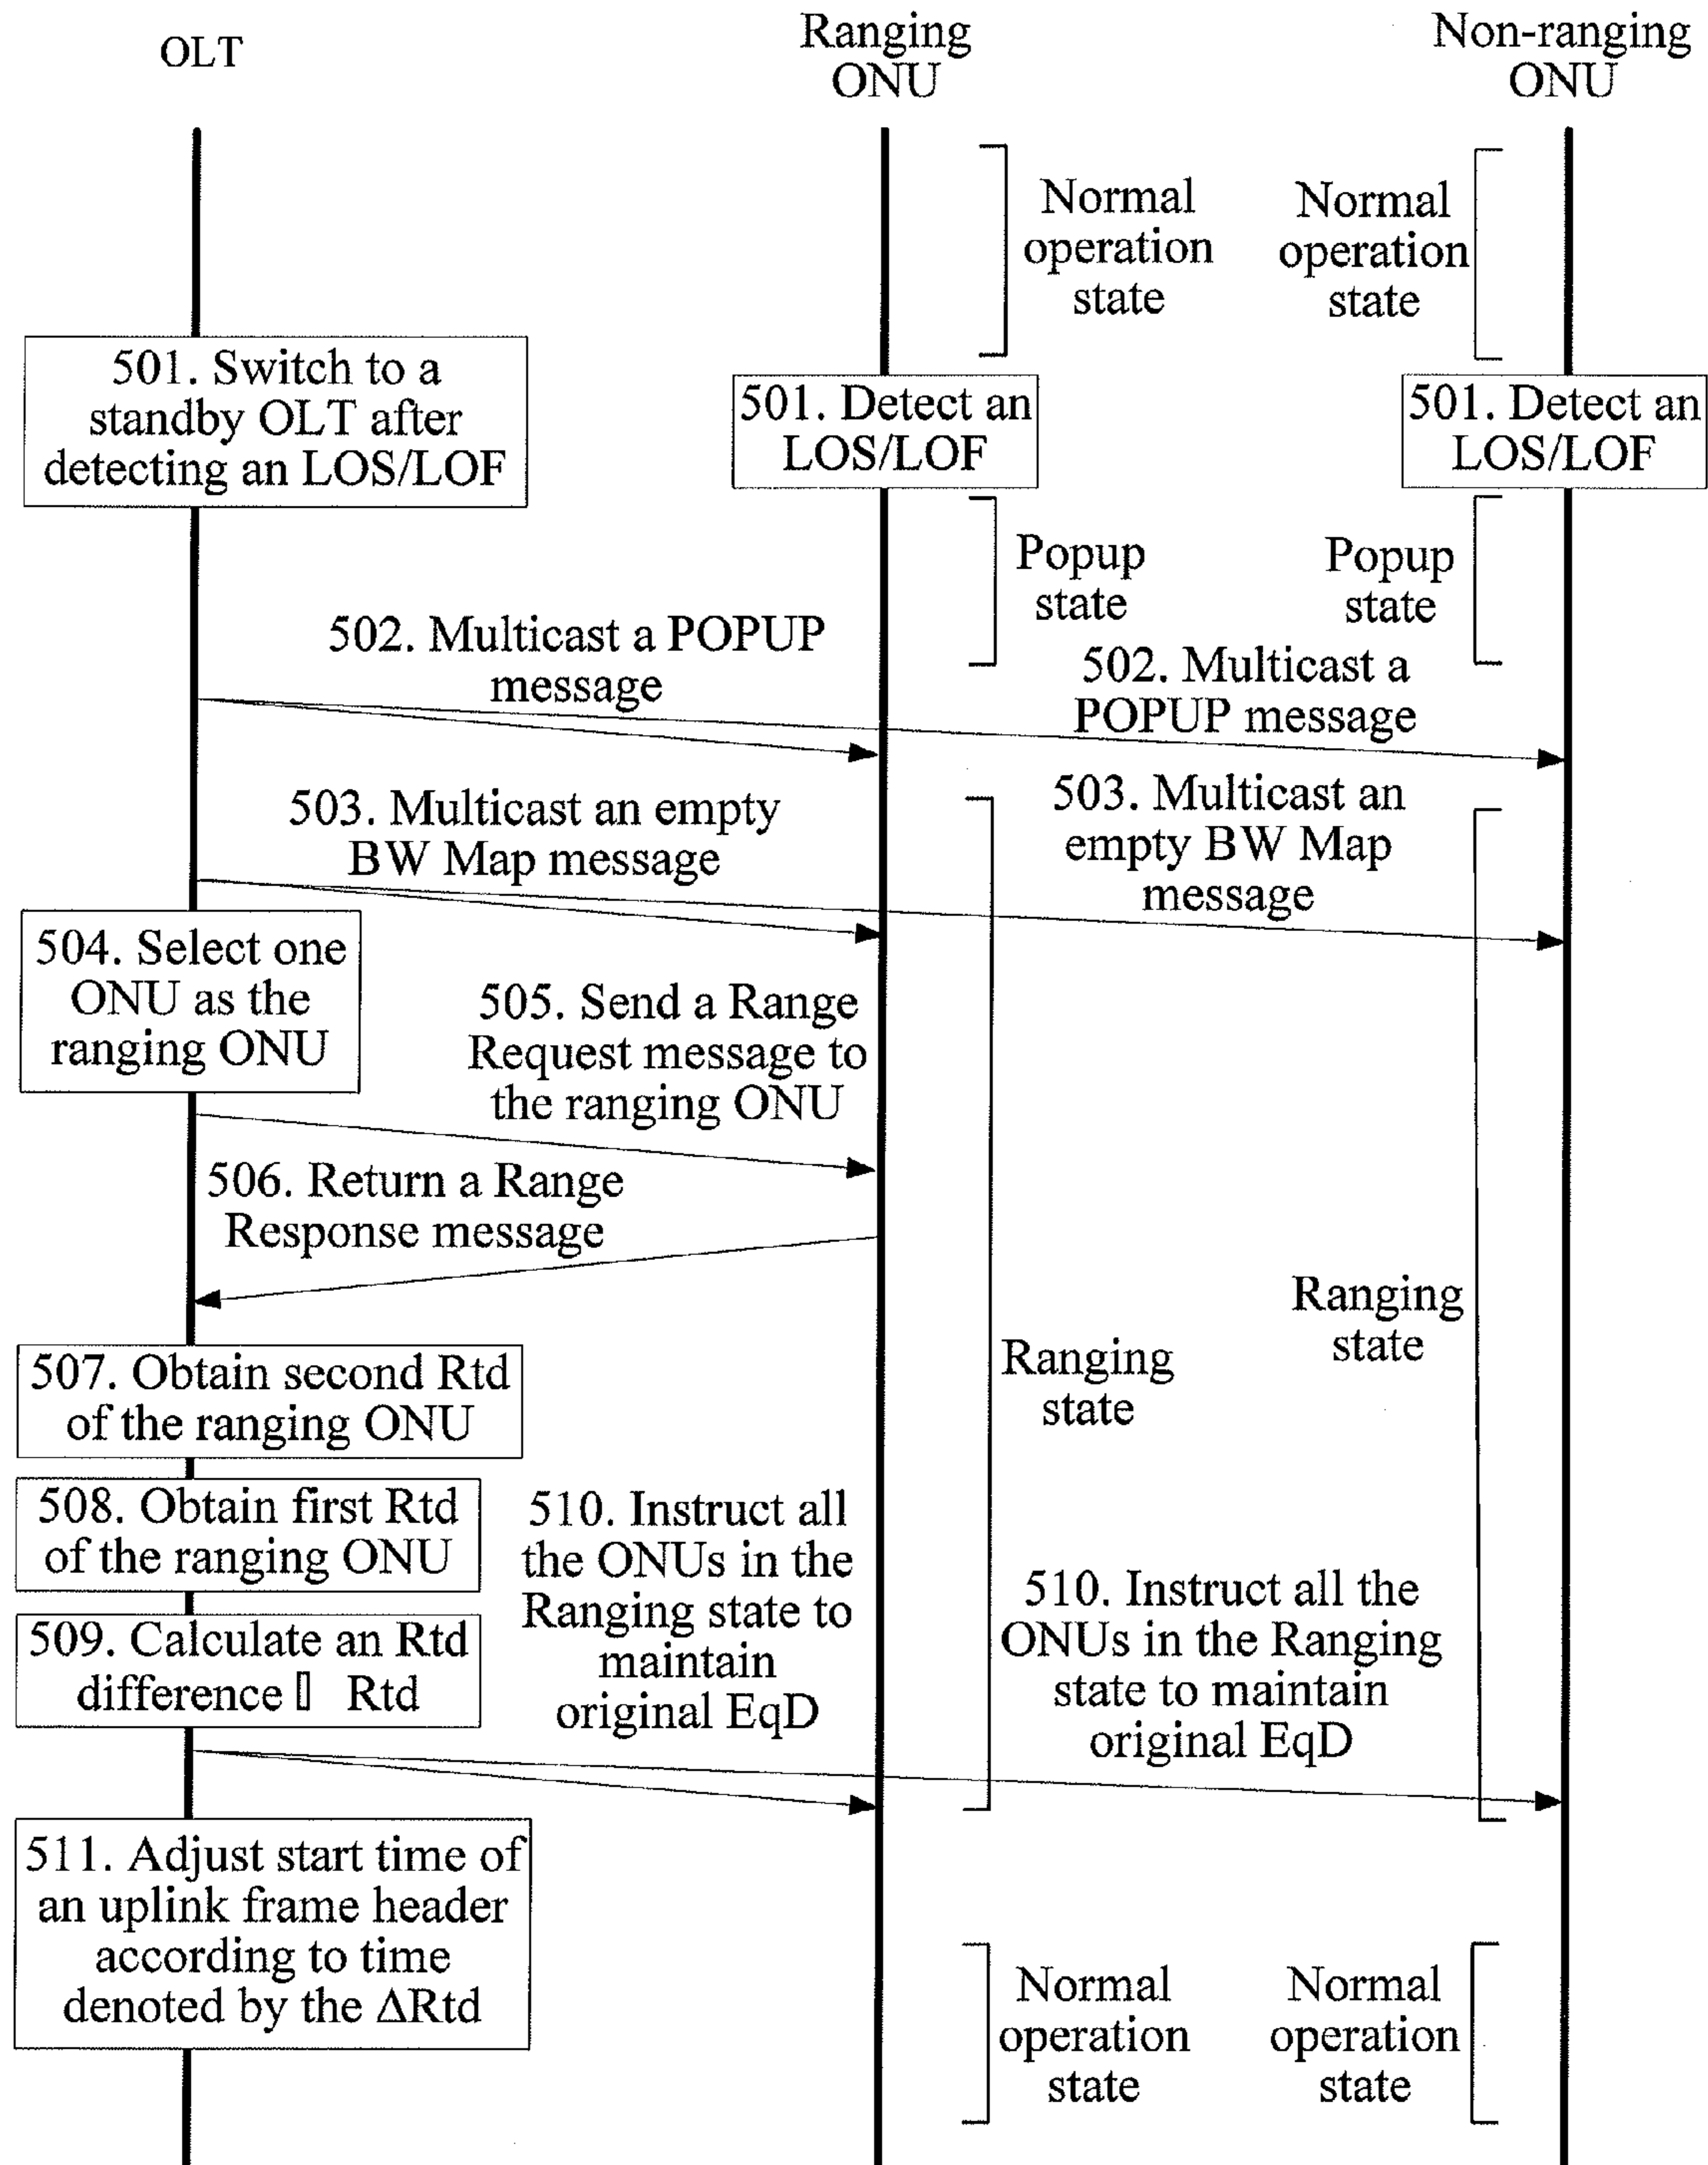 OLT
Ranging
ONU
Non-ranging
ONU
Normal
operation
state
Normal
operation
state
501. Switch to a
standby OLT after
detecting an LOS/LOF
501. Detect an
LOS/LOF
501. Detect an
LOS/LOF
Popup
state
Popup
state
502. Multicast a POPUP
message
502. Multicast a
POPUP message
503. Multicast an empty
BW Map message
503. Multicast an
empty BW Map
message
504. Select one
ONU as the
ranging ONU
505. Send a Range
Request message to
the ranging ONU
506. Return a Range
Response message
Ranging
state
Ranging
state
507. Obtain second Rtd
of the ranging ONU
508. Obtain first Rtd
of the ranging ONU
509. Calculate an Rtd
difference ▯ Rtd
510. Instruct all
the ONUs in the
Ranging state to
maintain
original EqD
510. Instruct all the
ONUs in the Ranging
state to maintain
original EqD
511. Adjust start time of
an uplink frame header
according to time
denoted by the ΔRtd
Normal
operation
state
Normal
operation
state